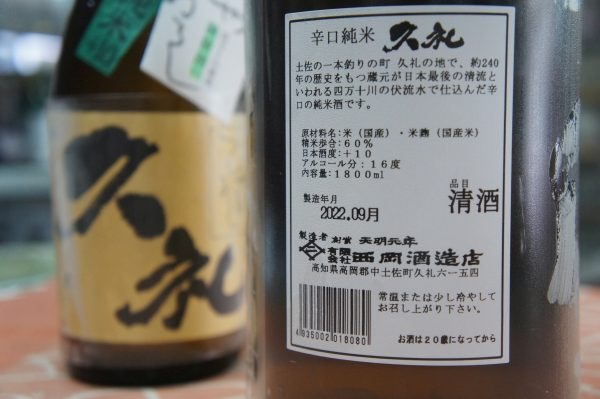 純米酒
久礼
辛口純米 久礼
土佐の一本釣りの町 久礼の地で、約240
年の歴史をもつ蔵元が日本最後の清流と
いわれる四万十川の伏流水で仕込んだ辛
口の純米酒です。
原材料名：米（国産）・米麹（国産米）
精米歩合：60%
日本酒度：+10
アルコール分：16度
内容量：1800ml
品目
清酒
製造年月
2022.09月
製造者 創業 天明元年
有限会社 西岡酒造店
高知県高岡郡中土佐町久礼六一五四
常温または少し冷やして
お召し上がり下さい。
4935002018080
お酒は20歳になってから